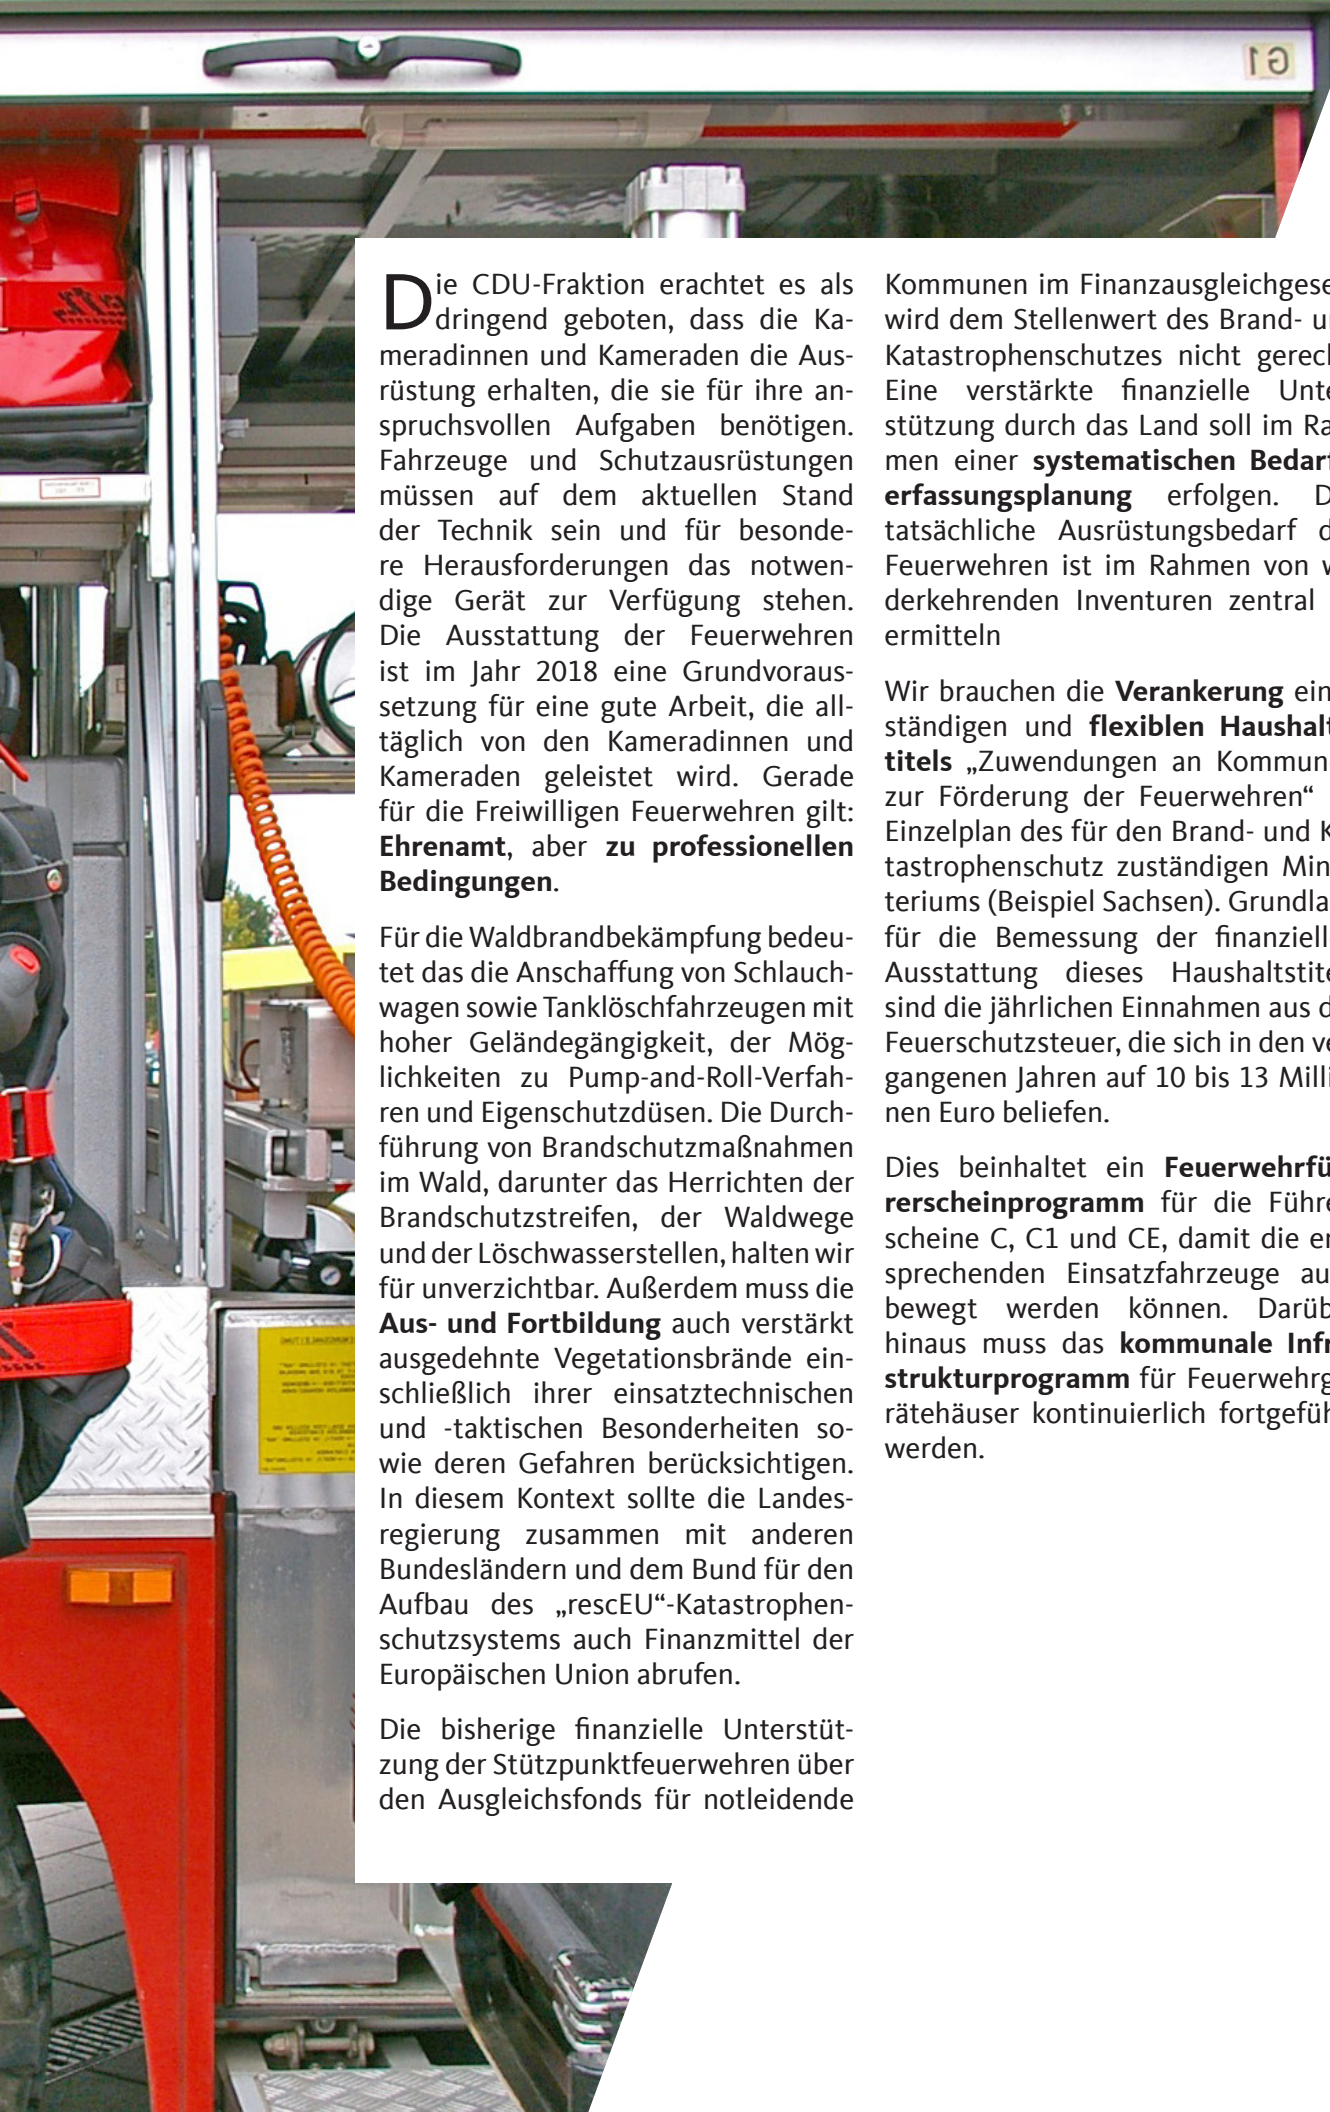 G1
Die CDU-Fraktion erachtet es als
dringend geboten, dass die Ka-
meradinnen und Kameraden die Aus-
rüstung erhalten, die sie für ihre an-
spruchsvollen Aufgaben benötigen.
Fahrzeuge und Schutzausrüstungen
müssen auf dem aktuellen Stand
der Technik sein und für besonde-
re Herausforderungen das notwen-
dige Gerät zur Verfügung stehen.
Die Ausstattung der Feuerwehren
ist im Jahr 2018 eine Grundvoraus-
setzung für eine gute Arbeit, die all-
täglich von den Kameradinnen und
Kameraden geleistet wird. Gerade
für die Freiwilligen Feuerwehren gilt:
Ehrenamt, aber zu professionellen
Bedingungen.
Für die Waldbrandbekämpfung bedeu-
tet das die Anschaffung von Schlauch-
wagen sowie Tanklöschfahrzeugen mit
hoher Geländegängigkeit, der Mög-
lichkeiten zu Pump-and-Roll-Verfah-
ren und Eigenschutzdüsen. Die Durch-
führung von Brandschutzmaßnahmen
im Wald, darunter das Herrichten der
Brandschutzstreifen, der Waldwege
und der Löschwasserstellen, halten wir
für unverzichtbar. Außerdem muss die
Aus- und Fortbildung auch verstärkt
ausgedehnte Vegetationsbrände ein-
schließlich ihrer einsatztechnischen
und -taktischen Besonderheiten so-
wie deren Gefahren berücksichtigen.
In diesem Kontext sollte die Landes-
regierung zusammen mit anderen
Bundesländern und dem Bund für den
Aufbau des „rescEU“-Katastrophen-
schutzsystems auch Finanzmittel der
Europäischen Union abrufen.
Die bisherige finanzielle Unterstüt-
zung der Stützpunktfeuerwehren über
den Ausgleichsfonds für notleidende
Kommunen im Finanzausgleichgese
wird dem Stellenwert des Brand- u
Katastrophenschutzes nicht gerech
Eine verstärkte finanzielle Unte
stützung durch das Land soll im Ra
men einer systematischen Bedarf
erfassungsplanung erfolgen. D
tatsächliche Ausrüstungsbedarf d
Feuerwehren ist im Rahmen von w
derkehrenden Inventuren zentral
ermitteln
Wir brauchen die Verankerung ein
ständigen und flexiblen Haushalt
titels „Zuwendungen an Kommun
zur Förderung der Feuerwehren“
Einzelplan des für den Brand- und K
tastrophenschutz zuständigen Min
teriums (Beispiel Sachsen). Grundla
für die Bemessung der finanziell
Ausstattung dieses Haushaltstite
sind die jährlichen Einnahmen aus d
Feuerschutzsteuer, die sich in den ve
gangenen Jahren auf 10 bis 13 Milli
nen Euro beliefen.
Dies beinhaltet ein Feuerwehrfü
rerscheinprogramm für die Führe
scheine C, C1 und CE, damit die en
sprechenden Einsatzfahrzeuge au
bewegt werden können. Darüb
hinaus muss das kommunale Infr
strukturprogramm für Feuerwehrg
rätehäuser kontinuierlich fortgefüh
werden.